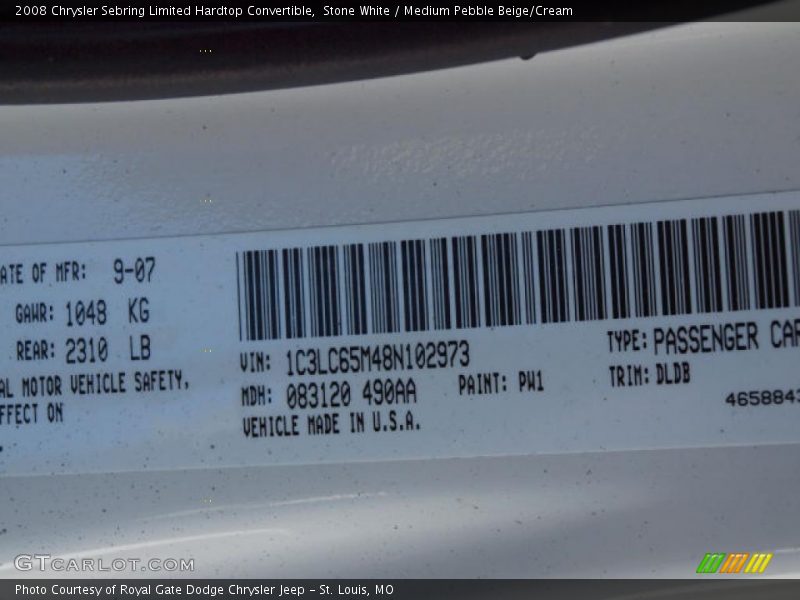 2008 Chrysler Sebring Limited Hardtop Convertible,  Stone White / Medium Pebble Beige/Cream
ATE OF MFR: 9-07
GAWR: 1048 KG
REAR: 2310 LB
AL MOTOR VEHICLE SAFETY,
FFECT ON
VIN: 1C3LC65M48N102973
MDH: 083120 490AA PAINT: PW1
VEHICLE MADE IN U.S.A.
TYPE: PASSENGER CAR
TRIM: DLDB
4658843
GTCARLOT.COM
Photo Courtesy of Royal Gate Dodge Chrysler Jeep - St. Louis, MO